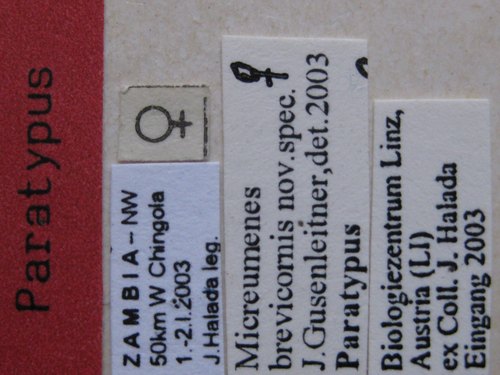 Paratypus
♀
ZAMBIA - NW
50km W Chingola
1.-2.I.2003
J.Halada leg.
♀
Micreumenes
brevicornis nov.spec.
J.Gusenleitner,det.2003
Paratypus
Biologiezentrum Linz,
Austria (LI)
ex Coll. J. Halada
Eingang 2003